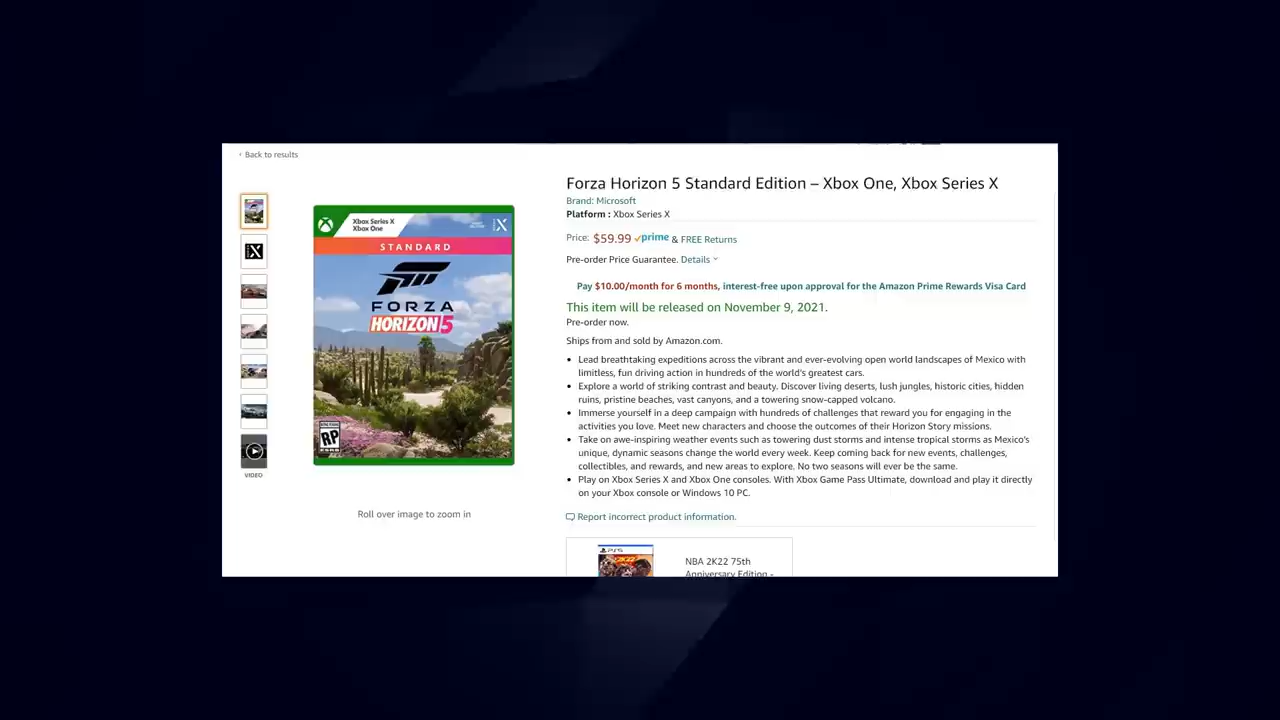 ‹ Back to results
Forza Horizon 5 Standard Edition – Xbox One, Xbox Series X
Brand: Microsoft
Platform : Xbox Series X
Price: $59.99 prime & FREE Returns
Pre-order Price Guarantee. Details
Pay $10.00/month for 6 months, interest-free upon approval for the Amazon Prime Rewards Visa Card
This item will be released on November 9, 2021.
Pre-order now.
Ships from and sold by Amazon.com.
• Lead breathtaking expeditions across the vibrant and ever-evolving open world landscapes of Mexico with
limitless, fun driving action in hundreds of the world's greatest cars.
• Explore a world of striking contrast and beauty. Discover living deserts, lush jungles, historic cities, hidden
ruins, pristine beaches, vast canyons, and a towering snow-capped volcano.
• Immerse yourself in a deep campaign with hundreds of challenges that reward you for engaging in the
activities you love. Meet new characters and choose the outcomes of their Horizon Story missions.
• Take on awe-inspiring weather events such as towering dust storms and intense tropical storms as Mexico's
unique, dynamic seasons change the world every week. Keep coming back for new events, challenges,
collectibles, and rewards, and new areas to explore. No two seasons will ever be the same.
• Play on Xbox Series X and Xbox One consoles. With Xbox Game Pass Ultimate, download and play it directly
on your Xbox console or Windows 10 PC.
Report incorrect product information.
Xbox Series X
Xbox One
STANDARD
FORZA
HORIZON 5
RP
ESRB
VIDEO
Roll over image to zoom in
PS5
2K22
NBA 2K22 75th
Anniversary Edition -